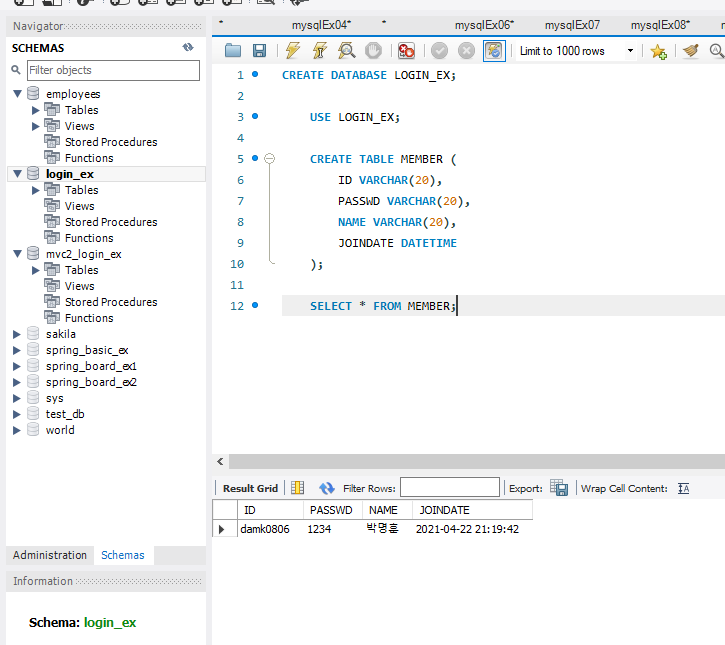 * mysqlEx04* * mysqlEx06* mysqlEx07 mysqlEx08*
Navigator
SCHEMAS
Filter objects
employees
Tables
Views
Stored Procedures
Functions
login_ex
Tables
Views
Stored Procedures
Functions
mvc2_login_ex
Tables
Views
Stored Procedures
Functions
sakila
spring_basic_ex
spring_board_ex1
spring_board_ex2
sys
test_db
world
Administration Schemas
Information
Schema: login_ex
Limit to 1000 rows
1 CREATE DATABASE LOGIN_EX;
2
3 USE LOGIN_EX;
4
5 CREATE TABLE MEMBER (
6 ID VARCHAR(20),
7 PASSWD VARCHAR(20),
8 NAME VARCHAR(20),
9 JOINDATE DATETIME
10 );
11
12 SELECT * FROM MEMBER;
Result Grid Filter Rows: Export: Wrap Cell Content:
ID PASSWD NAME JOINDATE
damk0806 1234 박명훈 2021-04-22 21:19:42